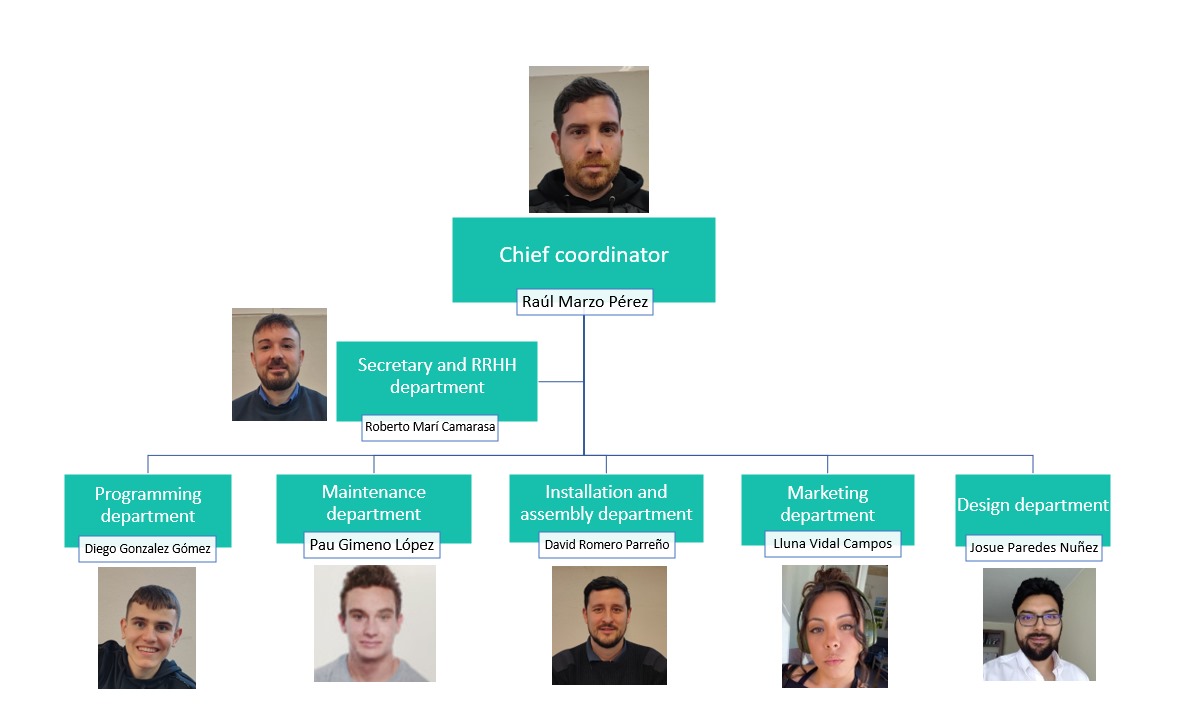 Chief coordinator
Raúl Marzo Pérez
Secretary and RRHH
department
Roberto Marí Camarasa
Programming
department
Diego Gonzalez Gómez
Maintenance
department
Pau Gimeno López
Installation and
assembly department
David Romero Parreño
Marketing
department
Lluna Vidal Campos
Design department
Josue Paredes Nuñez